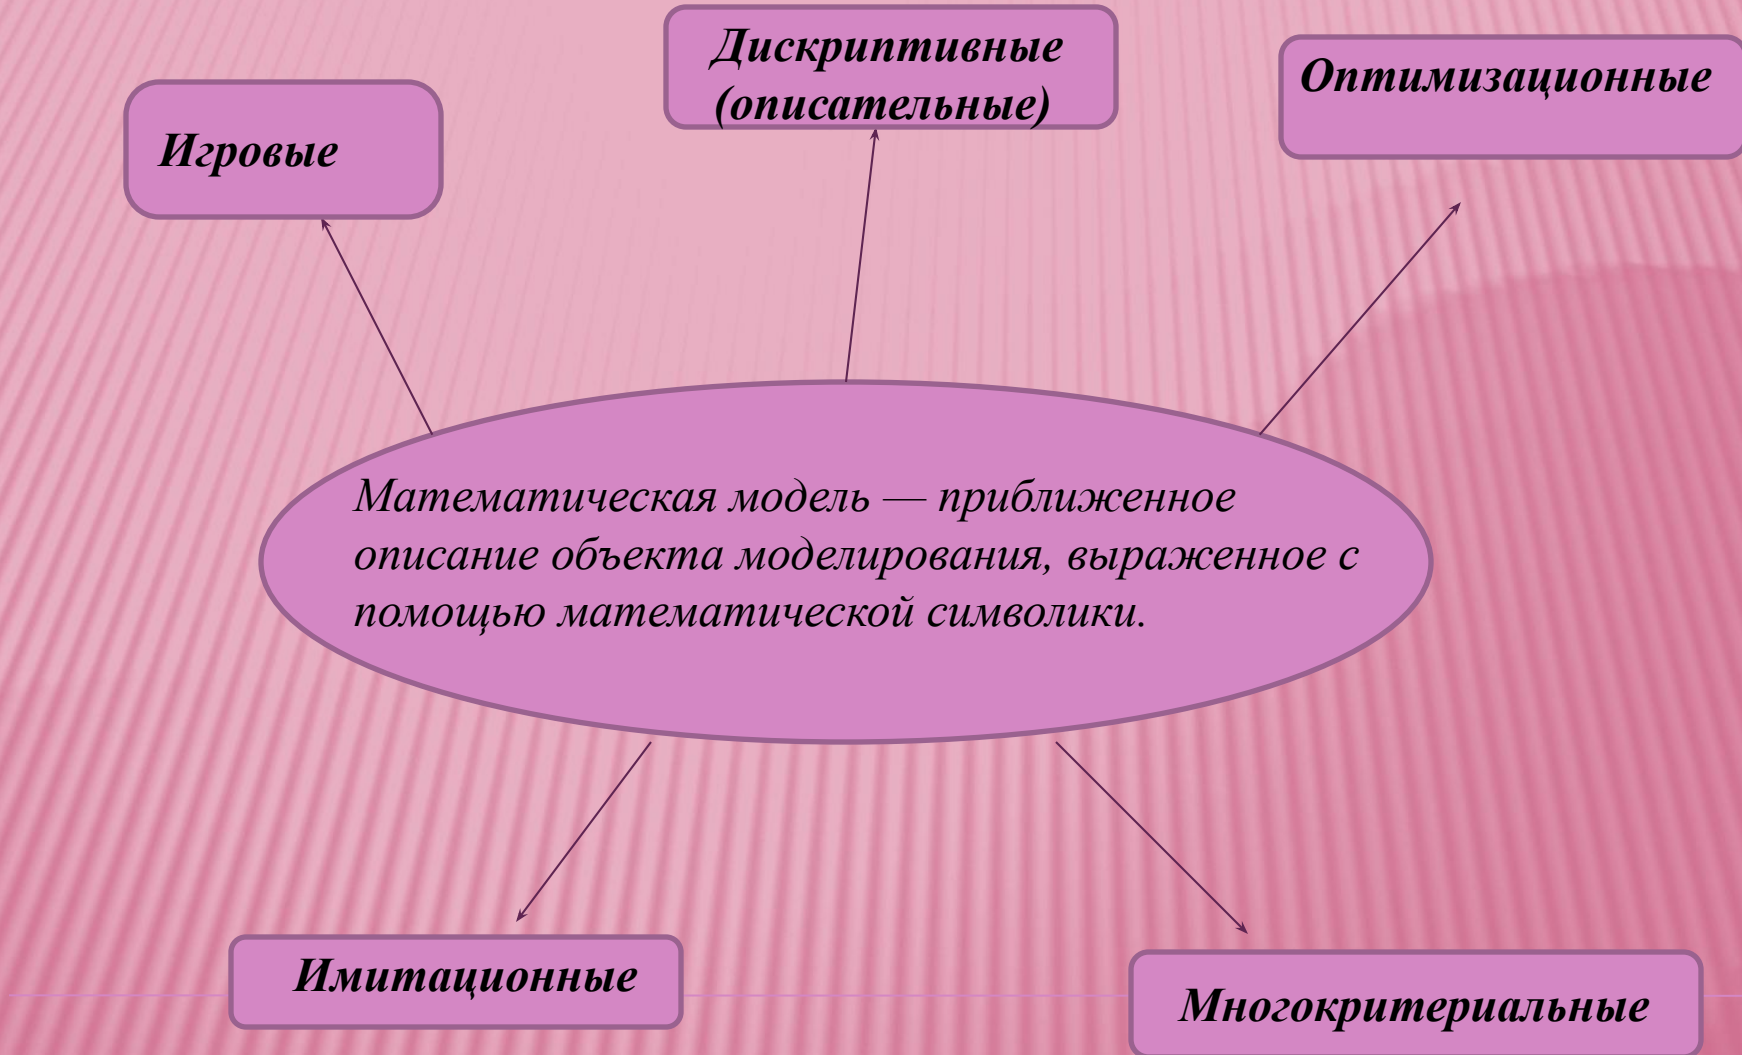 Дискриптивные
(описательные)
Оптимизационные
Игровые
Математическая модель — приближенное
описание объекта моделирования, выраженное с
помощью математической символики.
Имитационные
Многокритериальные